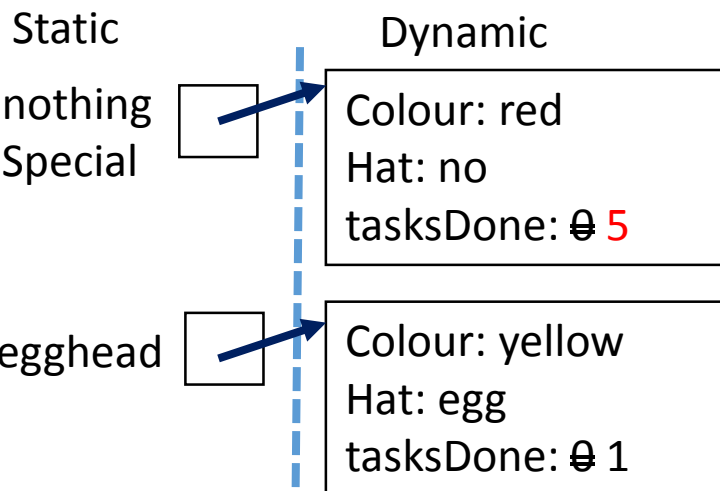 Static
Dynamic
nothing
Special
Colour: red
Hat: no
tasksDone: 0 5
egghead
Colour: yellow
Hat: egg
tasksDone: 0 1